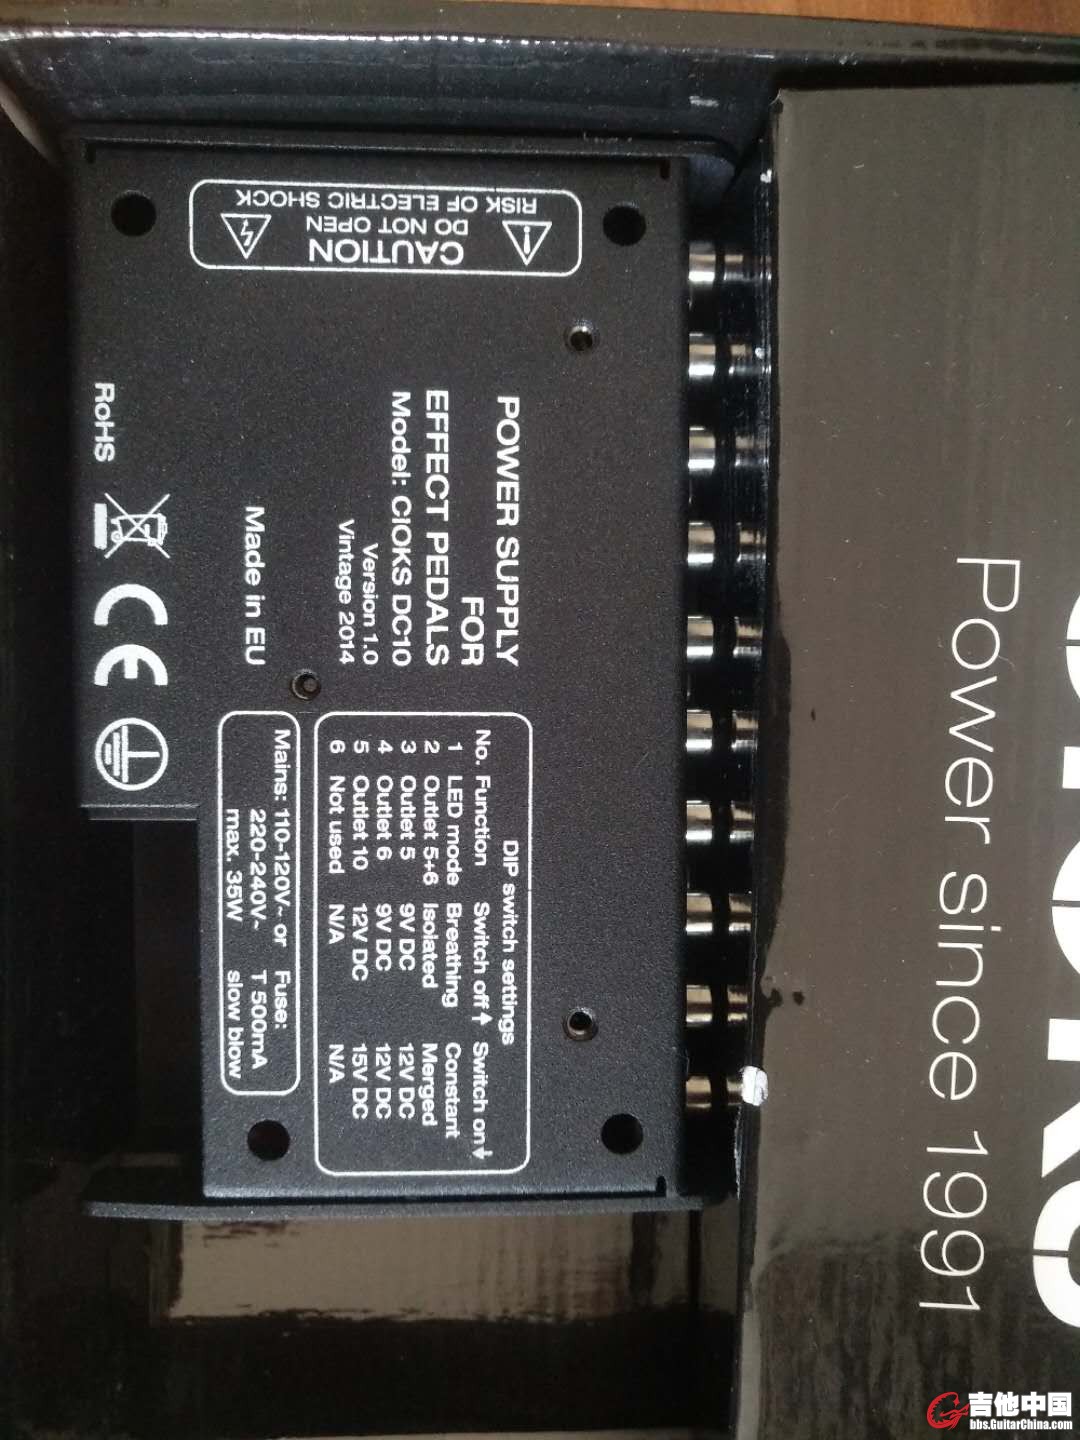 CAUTION
DO NOT OPEN
RISK OF ELECTRIC SHOCK
POWER SUPPLY
FOR
EFFECT PEDALS
Model: CIOKS DC10
Version 1.0
Vintage 2014
Made in EU
RoHS
CE
DIP switch settings
No. Function Switch off↑ Switch on↓
1 LED mode Breathing Constant
2 Outlet 5+6 Isolated Merged
3 Outlet 5 9V DC 12V DC
4 Outlet 6 9V DC 12V DC
5 Outlet 10 12V DC 15V DC
6 Not used N/A N/A
Mains: 110-120V~ or Fuse:
220-240V~ T 500mA
max. 35W slow blow
Power since 1991
吉他中国
bbs.GuitarChina.com